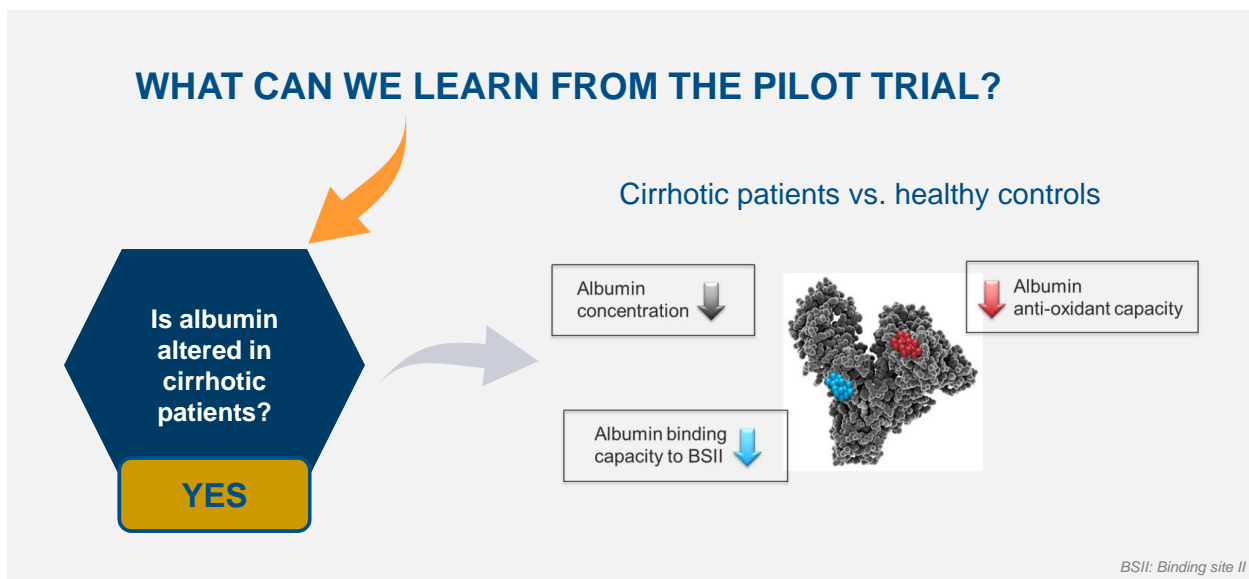 WHAT CAN WE LEARN FROM THE PILOT TRIAL?
Cirrhotic patients vs. healthy controls
Is albumin
altered in
cirrhotic
patients?
YES
Albumin
concentration
Albumin
anti-oxidant capacity
Albumin binding
capacity to BSII
BSII: Binding site II